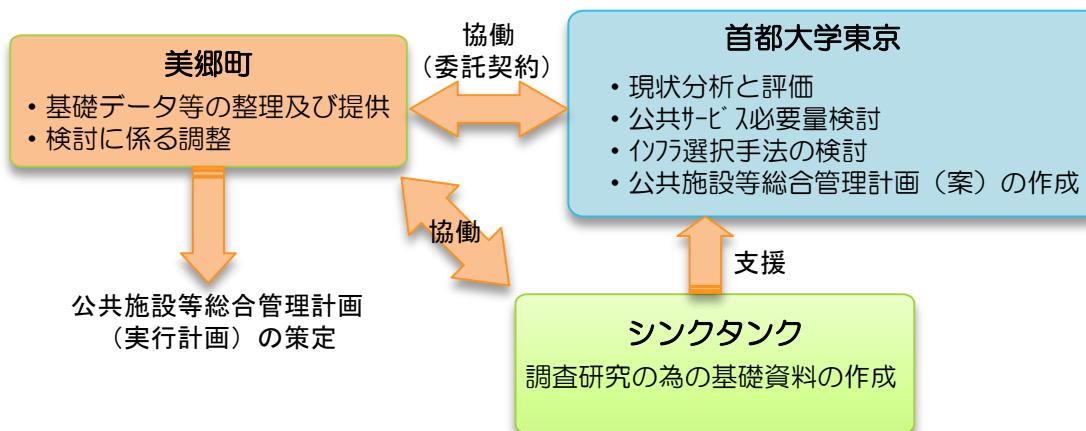 美郷町
・基礎データ等の整理及び提供
・検討に係る調整
協働
（委託契約）
首都大学東京
・現状分析と評価
・公共ｻｰﾋﾞｽ必要量検討
・ｲﾝﾌﾗ選択手法の検討
・公共施設等総合管理計画（案）の作成
協働
支援
公共施設等総合管理計画
（実行計画）の策定
シンクタンク
調査研究の為の基礎資料の作成